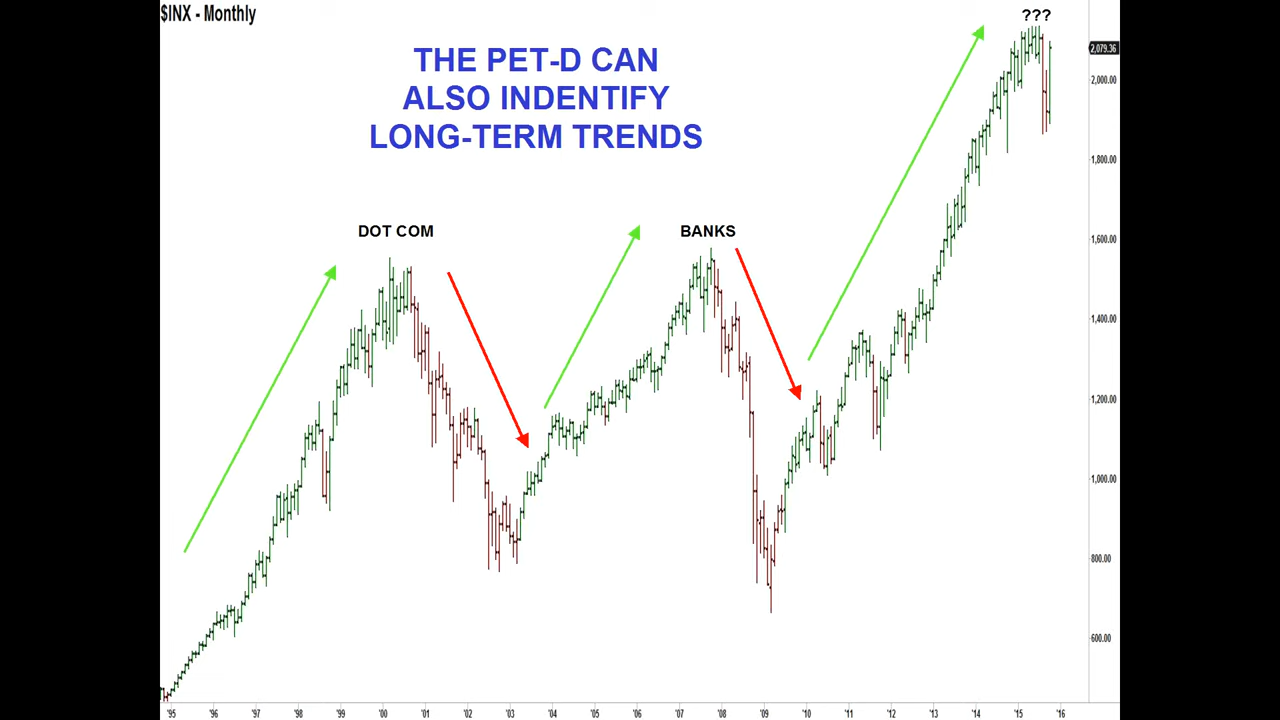 $INX - Monthly
???
THE PET-D CAN
ALSO INDENTIFY
LONG-TERM TRENDS
DOT COM
BANKS
2,079.36
2,000.00
1,800.00
1,600.00
1,400.00
1,200.00
1,000.00
800.00
600.00
'95 '96 '97 '98 '99 '00 '01 '02 '03 '04 '05 '06 '07 '08 '09 '10 '11 '12 '13 '14 '15 '16